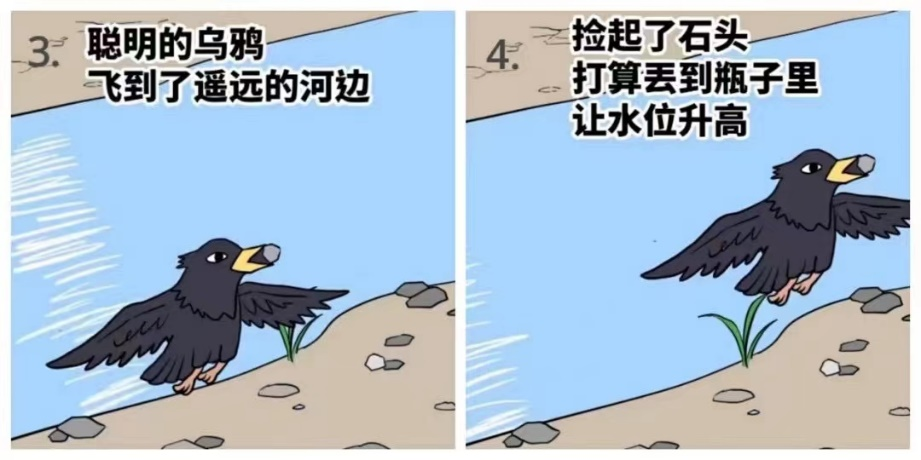 3.
聪明的乌鸦
飞到了遥远的河边
4.
捡起了石头
打算丢到瓶子里
让水位升高